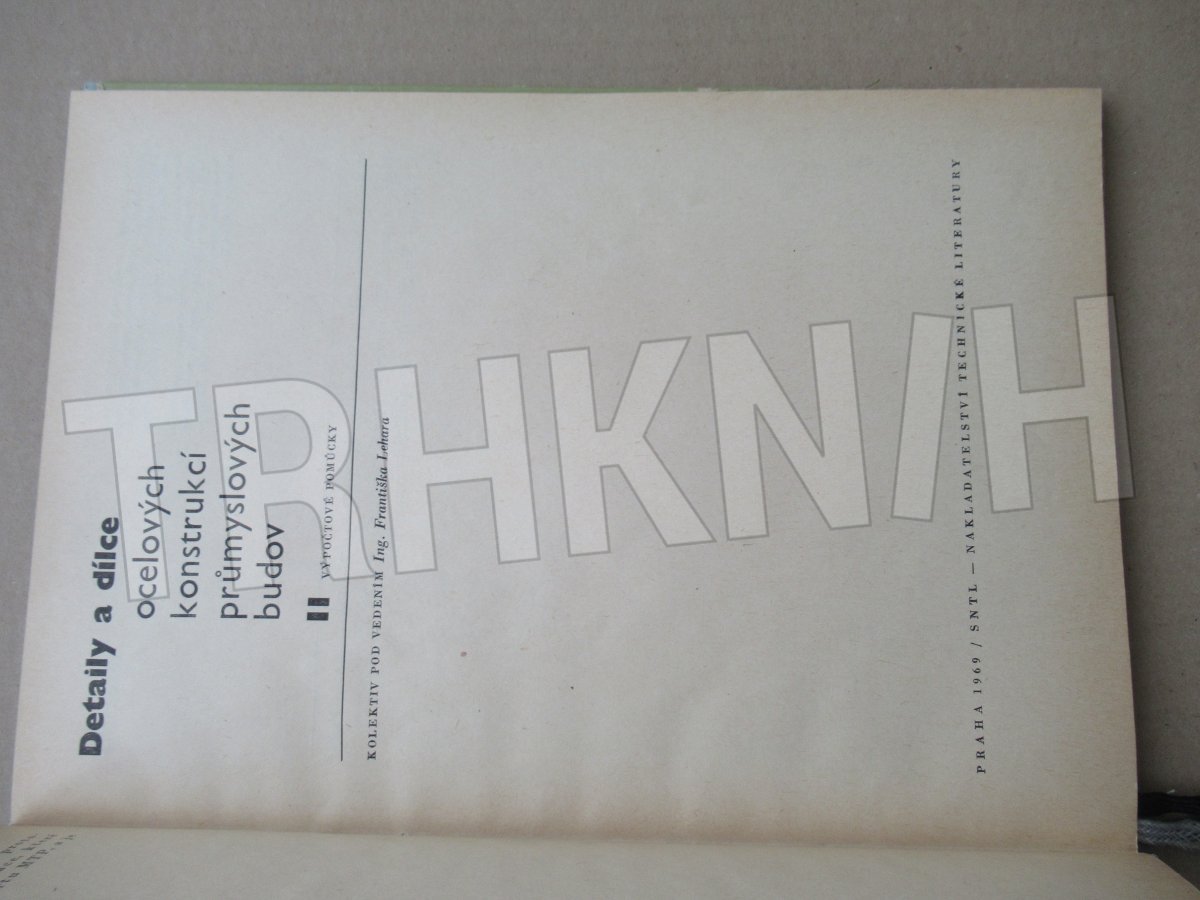 Detaily a dílce
ocelových
konstrukcí
průmyslových
budov
II VÝPOČTOVÉ POMŮCKY
KOLEKTIV POD VEDENÍM Ing. Františka Lehara
PRAHA 1969 / SNTL — NAKLADATELSTVÍ TECHNICKÉ LITERATURY
TRHKNIH